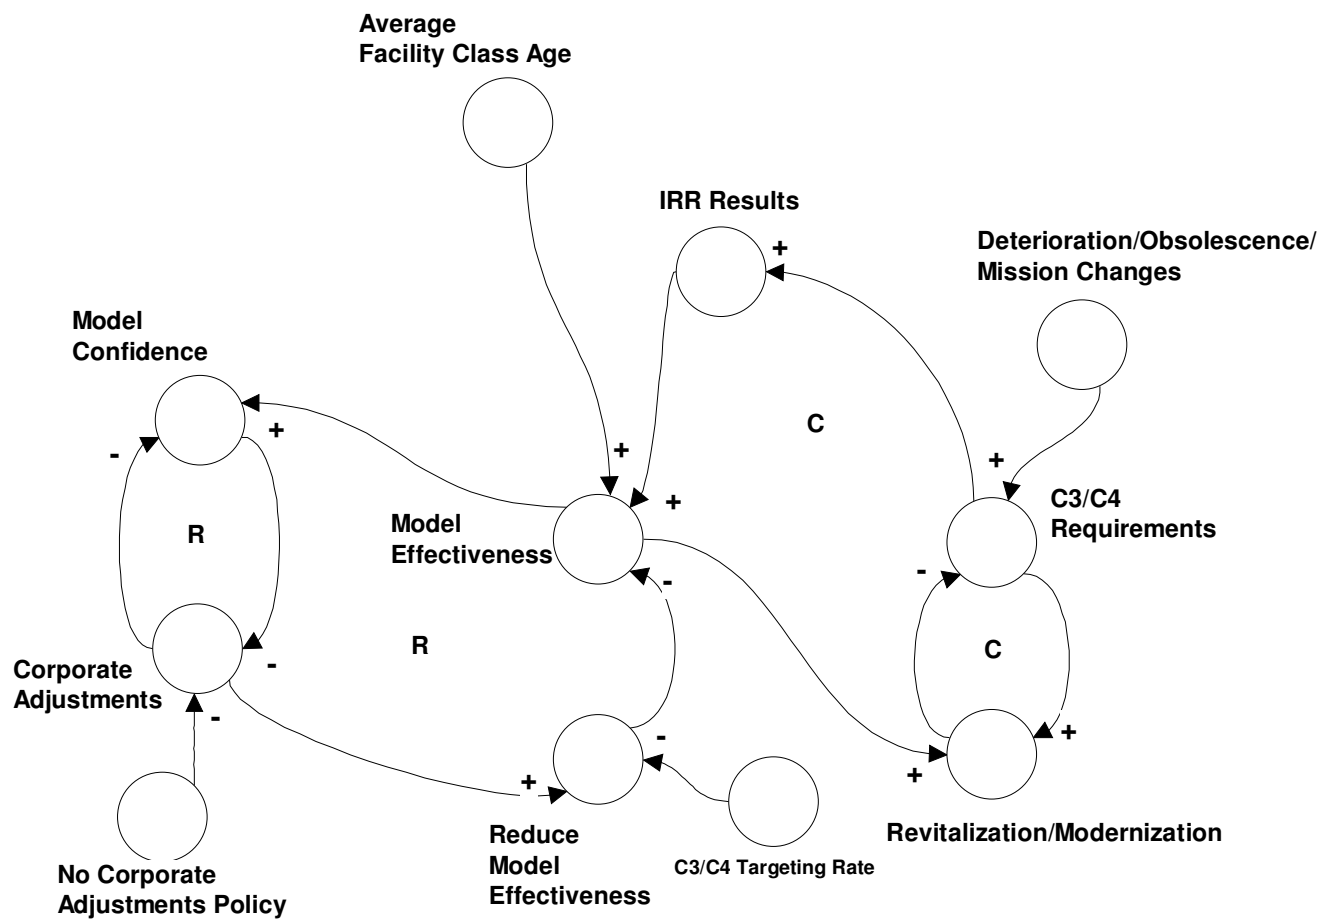 Average
Facility Class Age
IRR Results
+
Deterioration/Obsolescence/
Mission Changes
Model
Confidence
+
-
C
+
+
+
C3/C4
Requirements
R
Model
Effectiveness
-
-
R
C
Corporate
Adjustments
-
-
-
+
+
+
Reduce
Model
Effectiveness
C3/C4 Targeting Rate
Revitalization/Modernization
No Corporate
Adjustments Policy